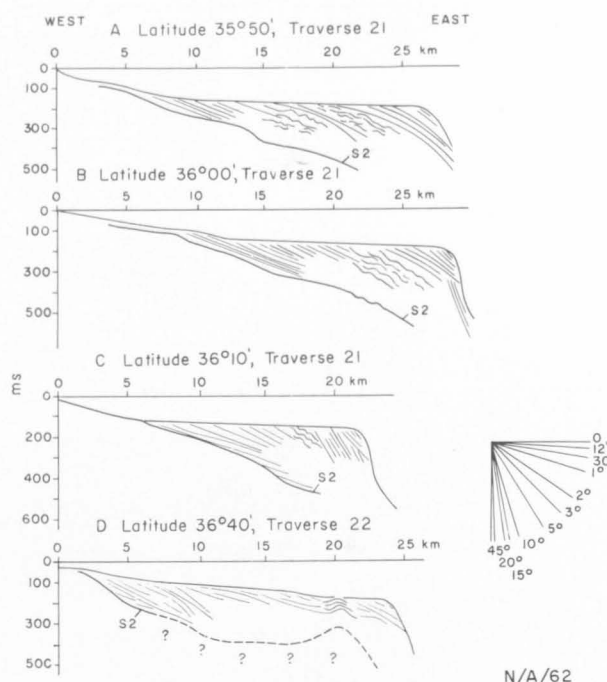 WEST EAST
A Latitude 35°50', Traverse 21
0 5 10 15 20 25 km
0
100
300
500
S2
B Latitude 36°00', Traverse 21
0 5 10 15 20 25 km
0
100
300
500
S2
C Latitude 36°10', Traverse 21
0 5 10 15 20 km
ms
0
200
400
600
S2
D Latitude 36°40', Traverse 22
0 5 10 15 20 25 km
0
100
300
500
S2
? ? ? ? ?
0
12'
30'
1°
2°
3°
5°
10°
15°
20°
45°
N/A/62